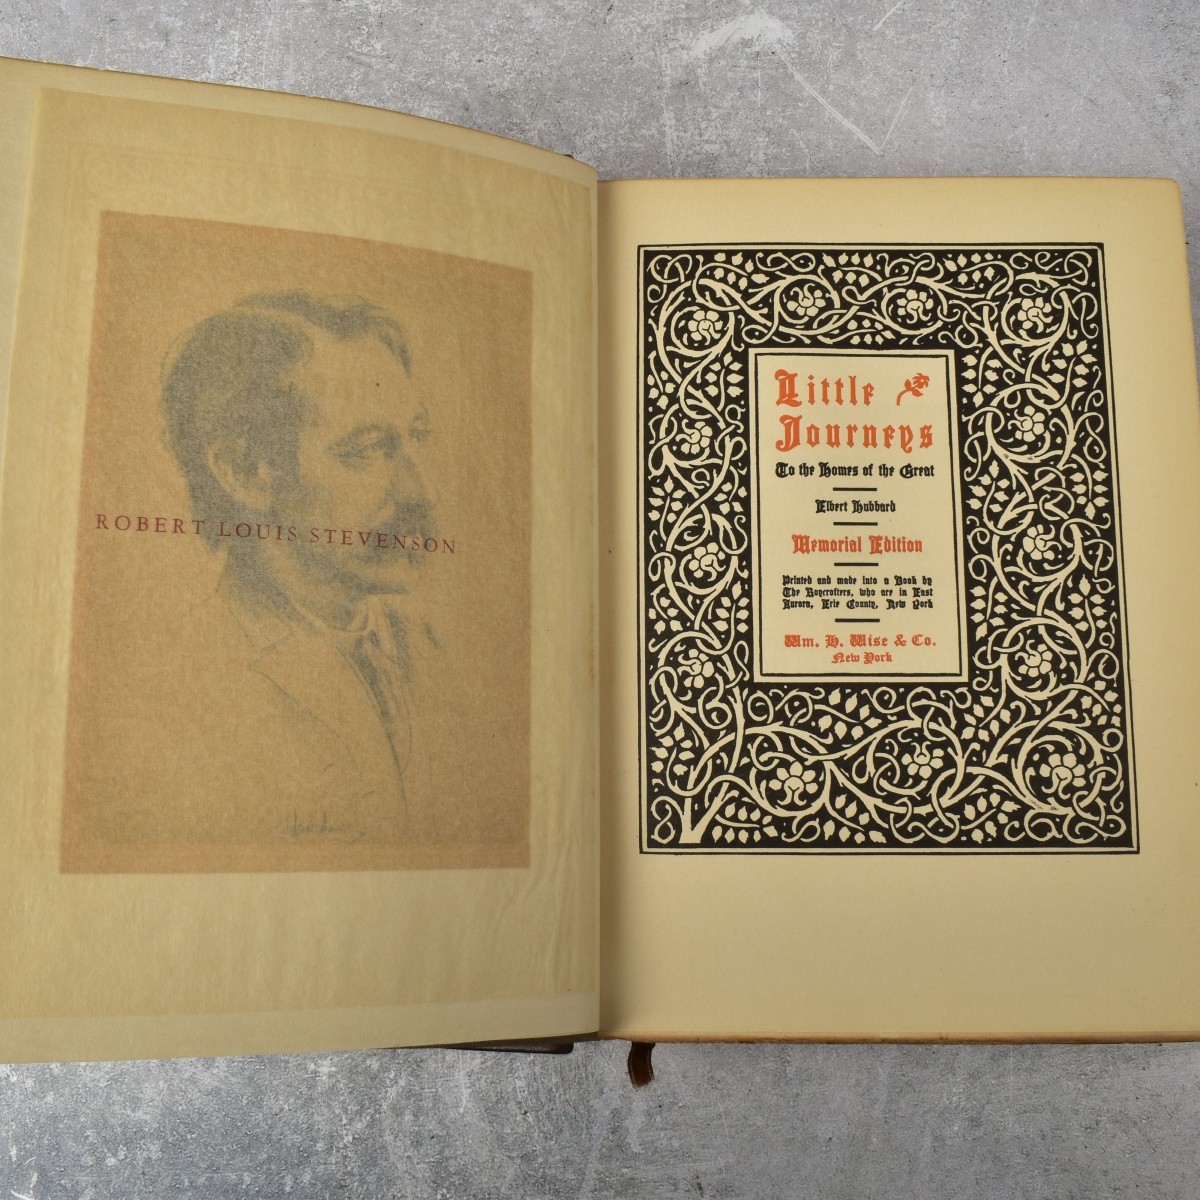 ROBERT LOUIS STEVENSON
Little
Journeys
To the Homes of the Great
Elbert Hubbard
Memorial Edition
Printed and made into a Book by
The Roycrofters, who are in East
Aurora, Erie County, New York
Wm. H. Wise & Co.
New York